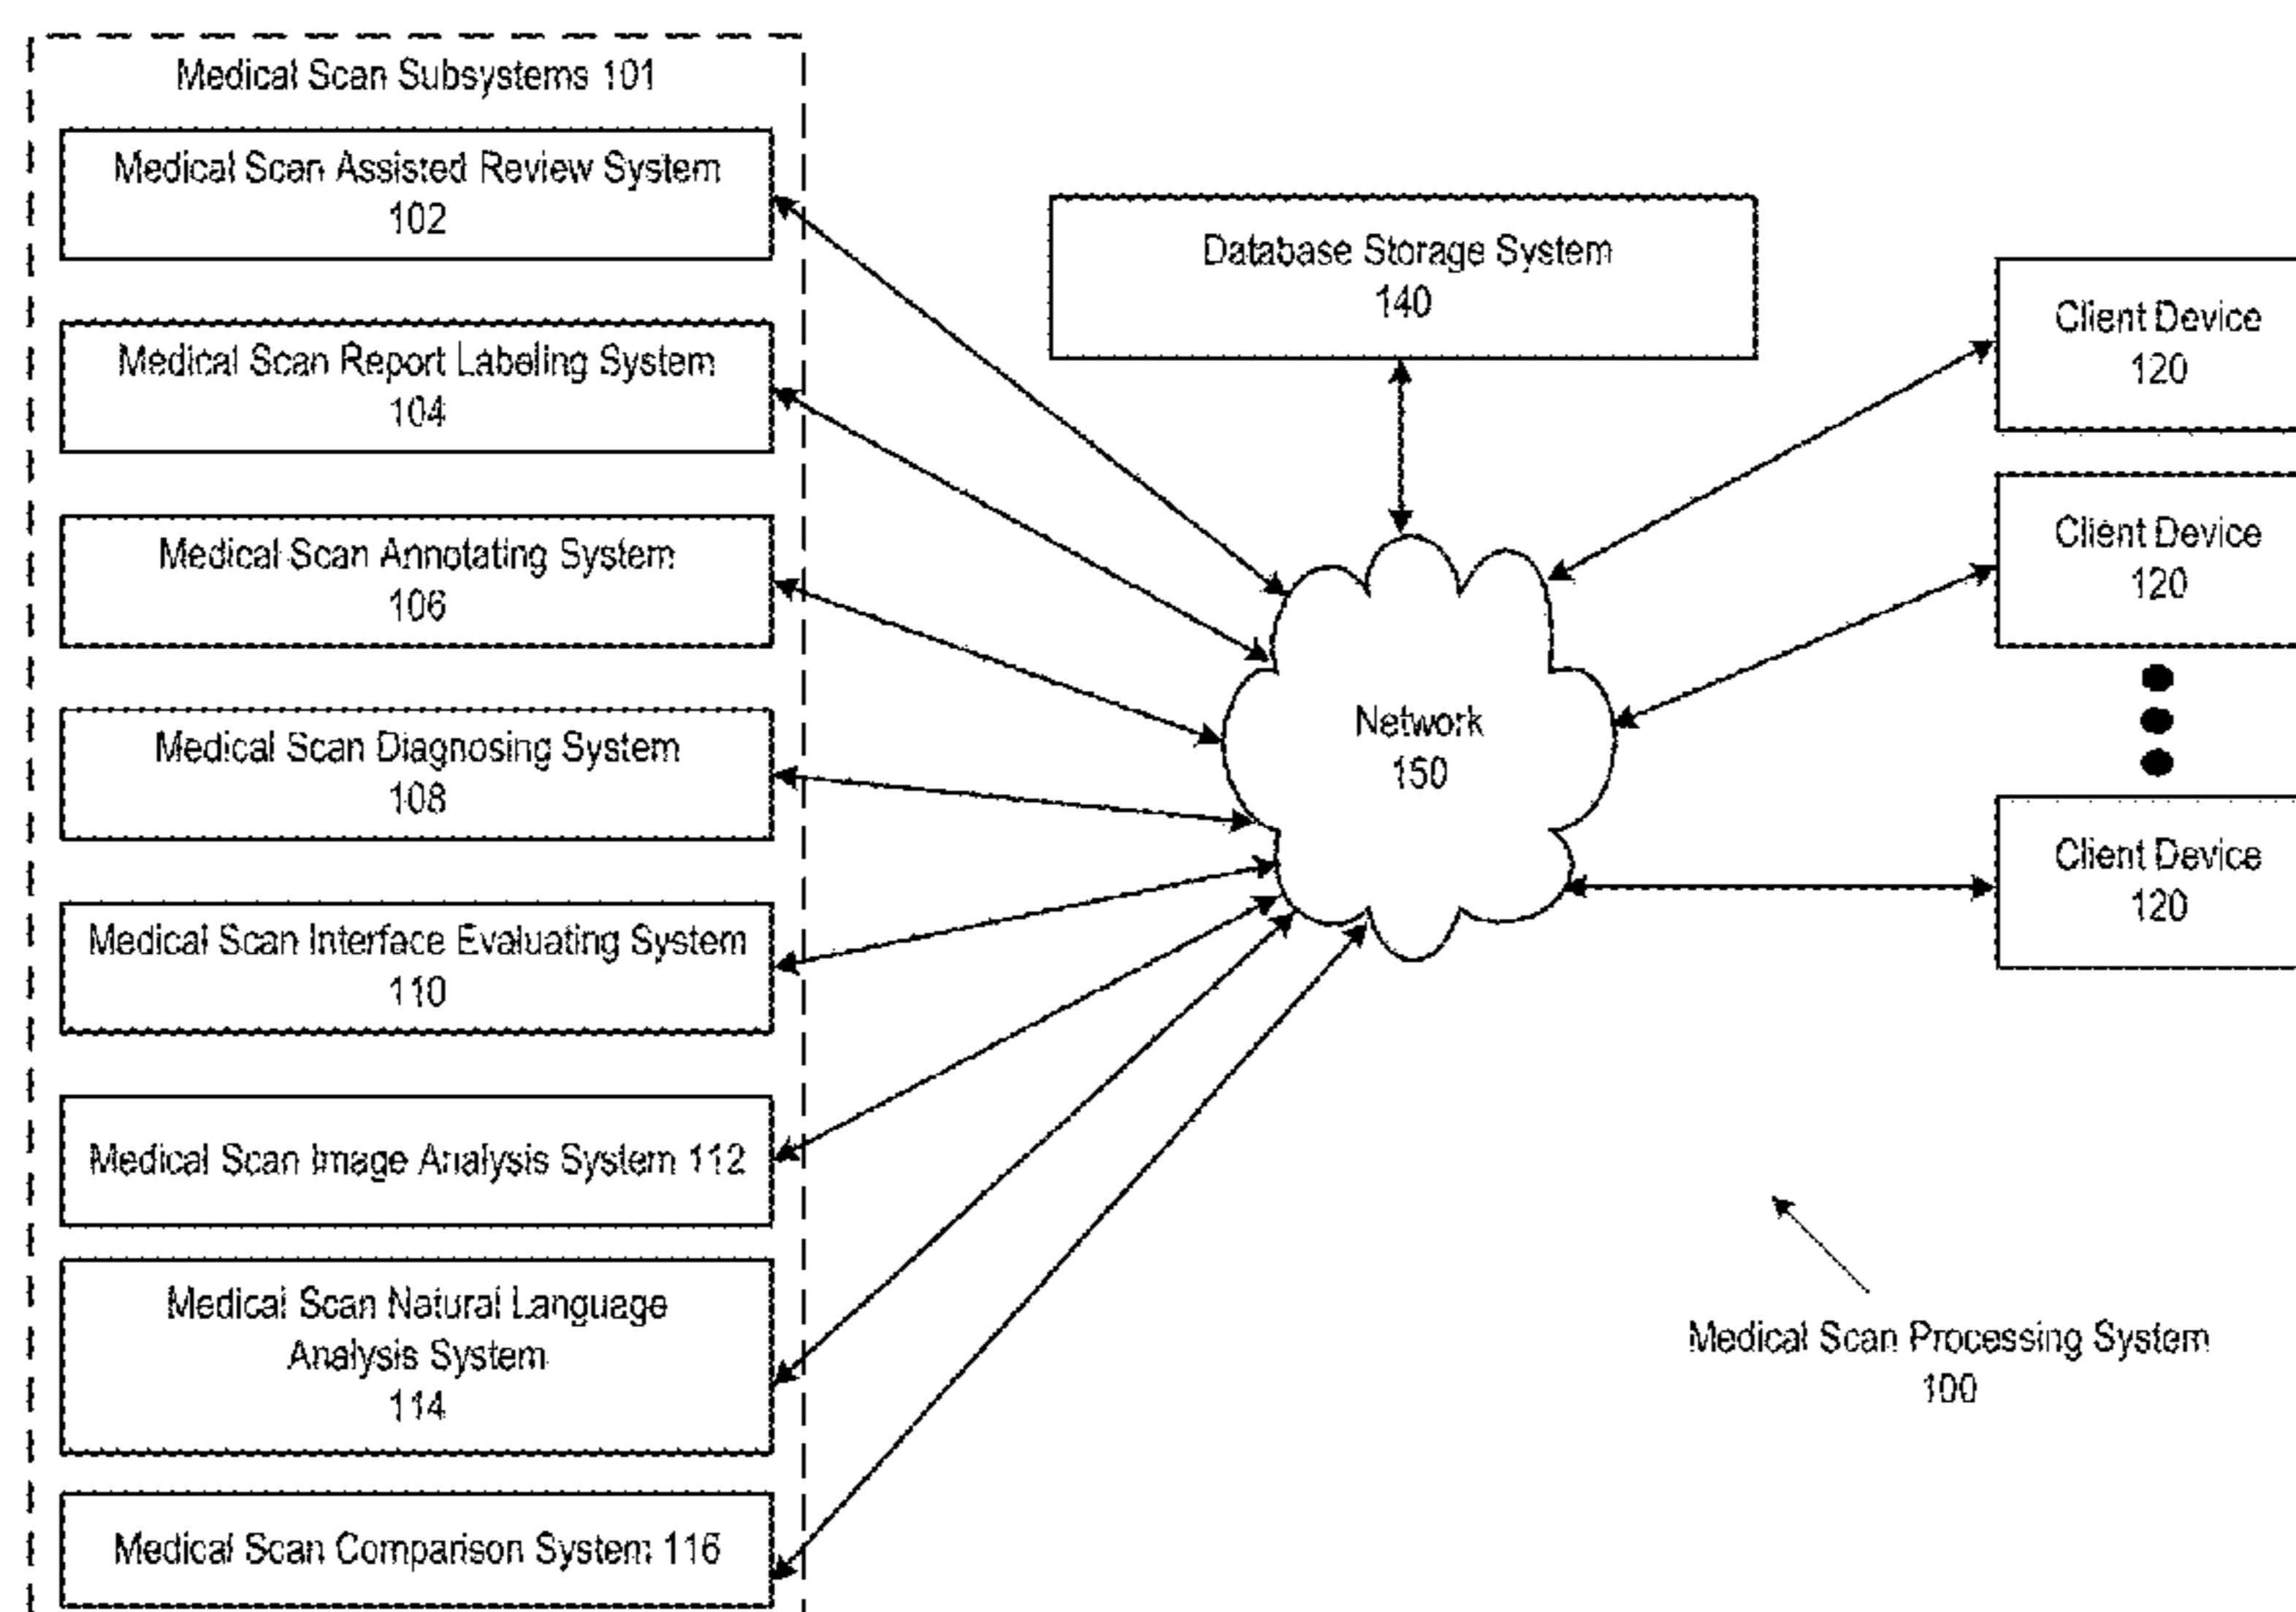 Medical Scan Subsystems 101
Medical Scan Assisted Review System
102
Medical Scan Report Labeling System
104
Medical Scan Annotating System
106
Medical Scan Diagnosing System
108
Medical Scan Interface Evaluating System
110
Medical Scan Image Analysis System 112
Medical Scan Natural Language
Analysis System
114
Medical Scan Comparison System 116
Database Storage System
140
Network
150
Client Device
120
Client Device
120
Client Device
120
Medical Scan Processing System
100